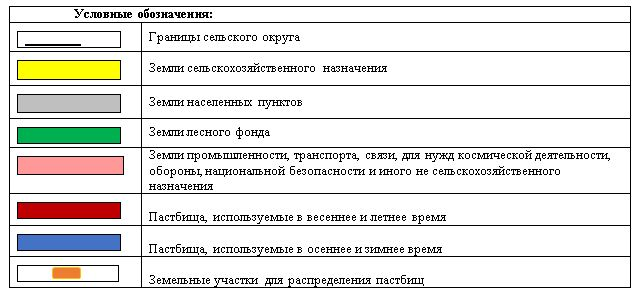 Условные обозначения:
Границы сельского округа
Земли сельскохозяйственного назначения
Земли населенных пунктов
Земли лесного фонда
Земли промышленности, транспорта, связи, для нужд космической деятельности,
обороны, национальной безопасности и иного не сельскохозяйственного
назначения
Пастбища, используемые в весеннее и летнее время
Пастбища, используемые в осеннее и зимнее время
Земельные участки для распределения пастбищ